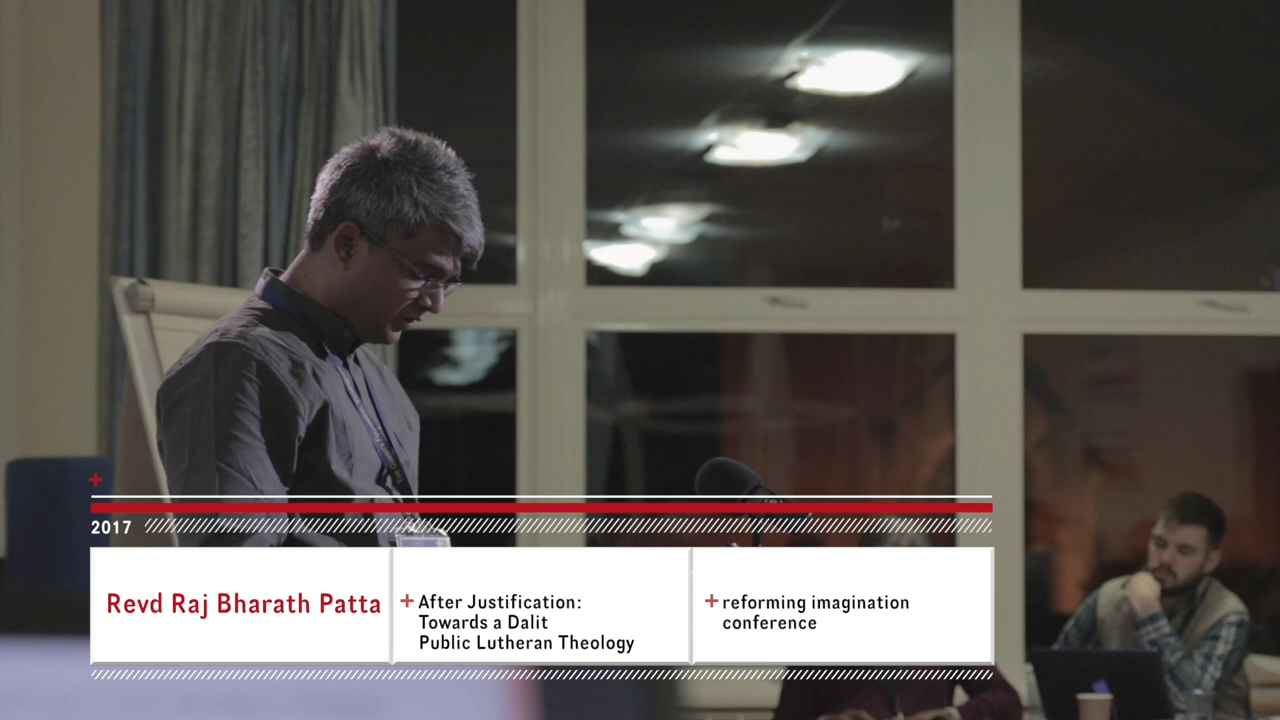 2017
Revd Raj Bharath Patta
+ After Justification:
Towards a Dalit
Public Lutheran Theology
+ reforming imagination
conference